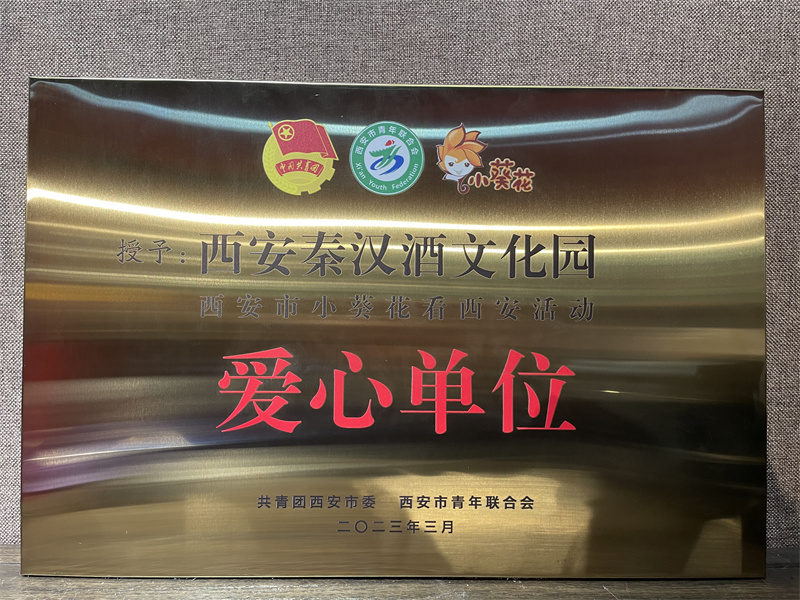 中国共青团
西安市青年联合会
Xi'an Youth Federation
小葵花
授予：西安秦汉酒文化园
西安市小葵花看西安活动
爱心单位
共青团西安市委 西安市青年联合会
二〇二三年三月